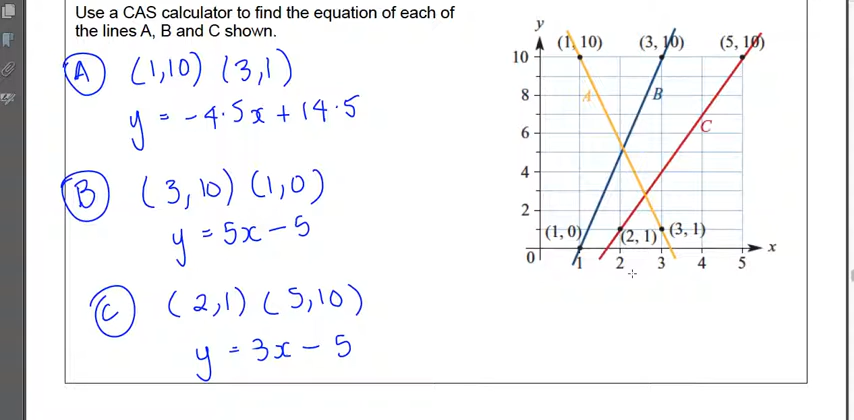 Use a CAS calculator to find the equation of each of
the lines A, B and C shown.
A (1,10) (3,1)
y = -4.5x + 14.5
B (3,10) (1,0)
y = 5x - 5
C (2,1) (5,10)
y = 3x - 5
y
(1, 10) (3, 10) (5, 10)
10
A B
8
C
6
4
2
(1, 0) (2, 1) (3, 1)
0 1 2 3 4 5 x